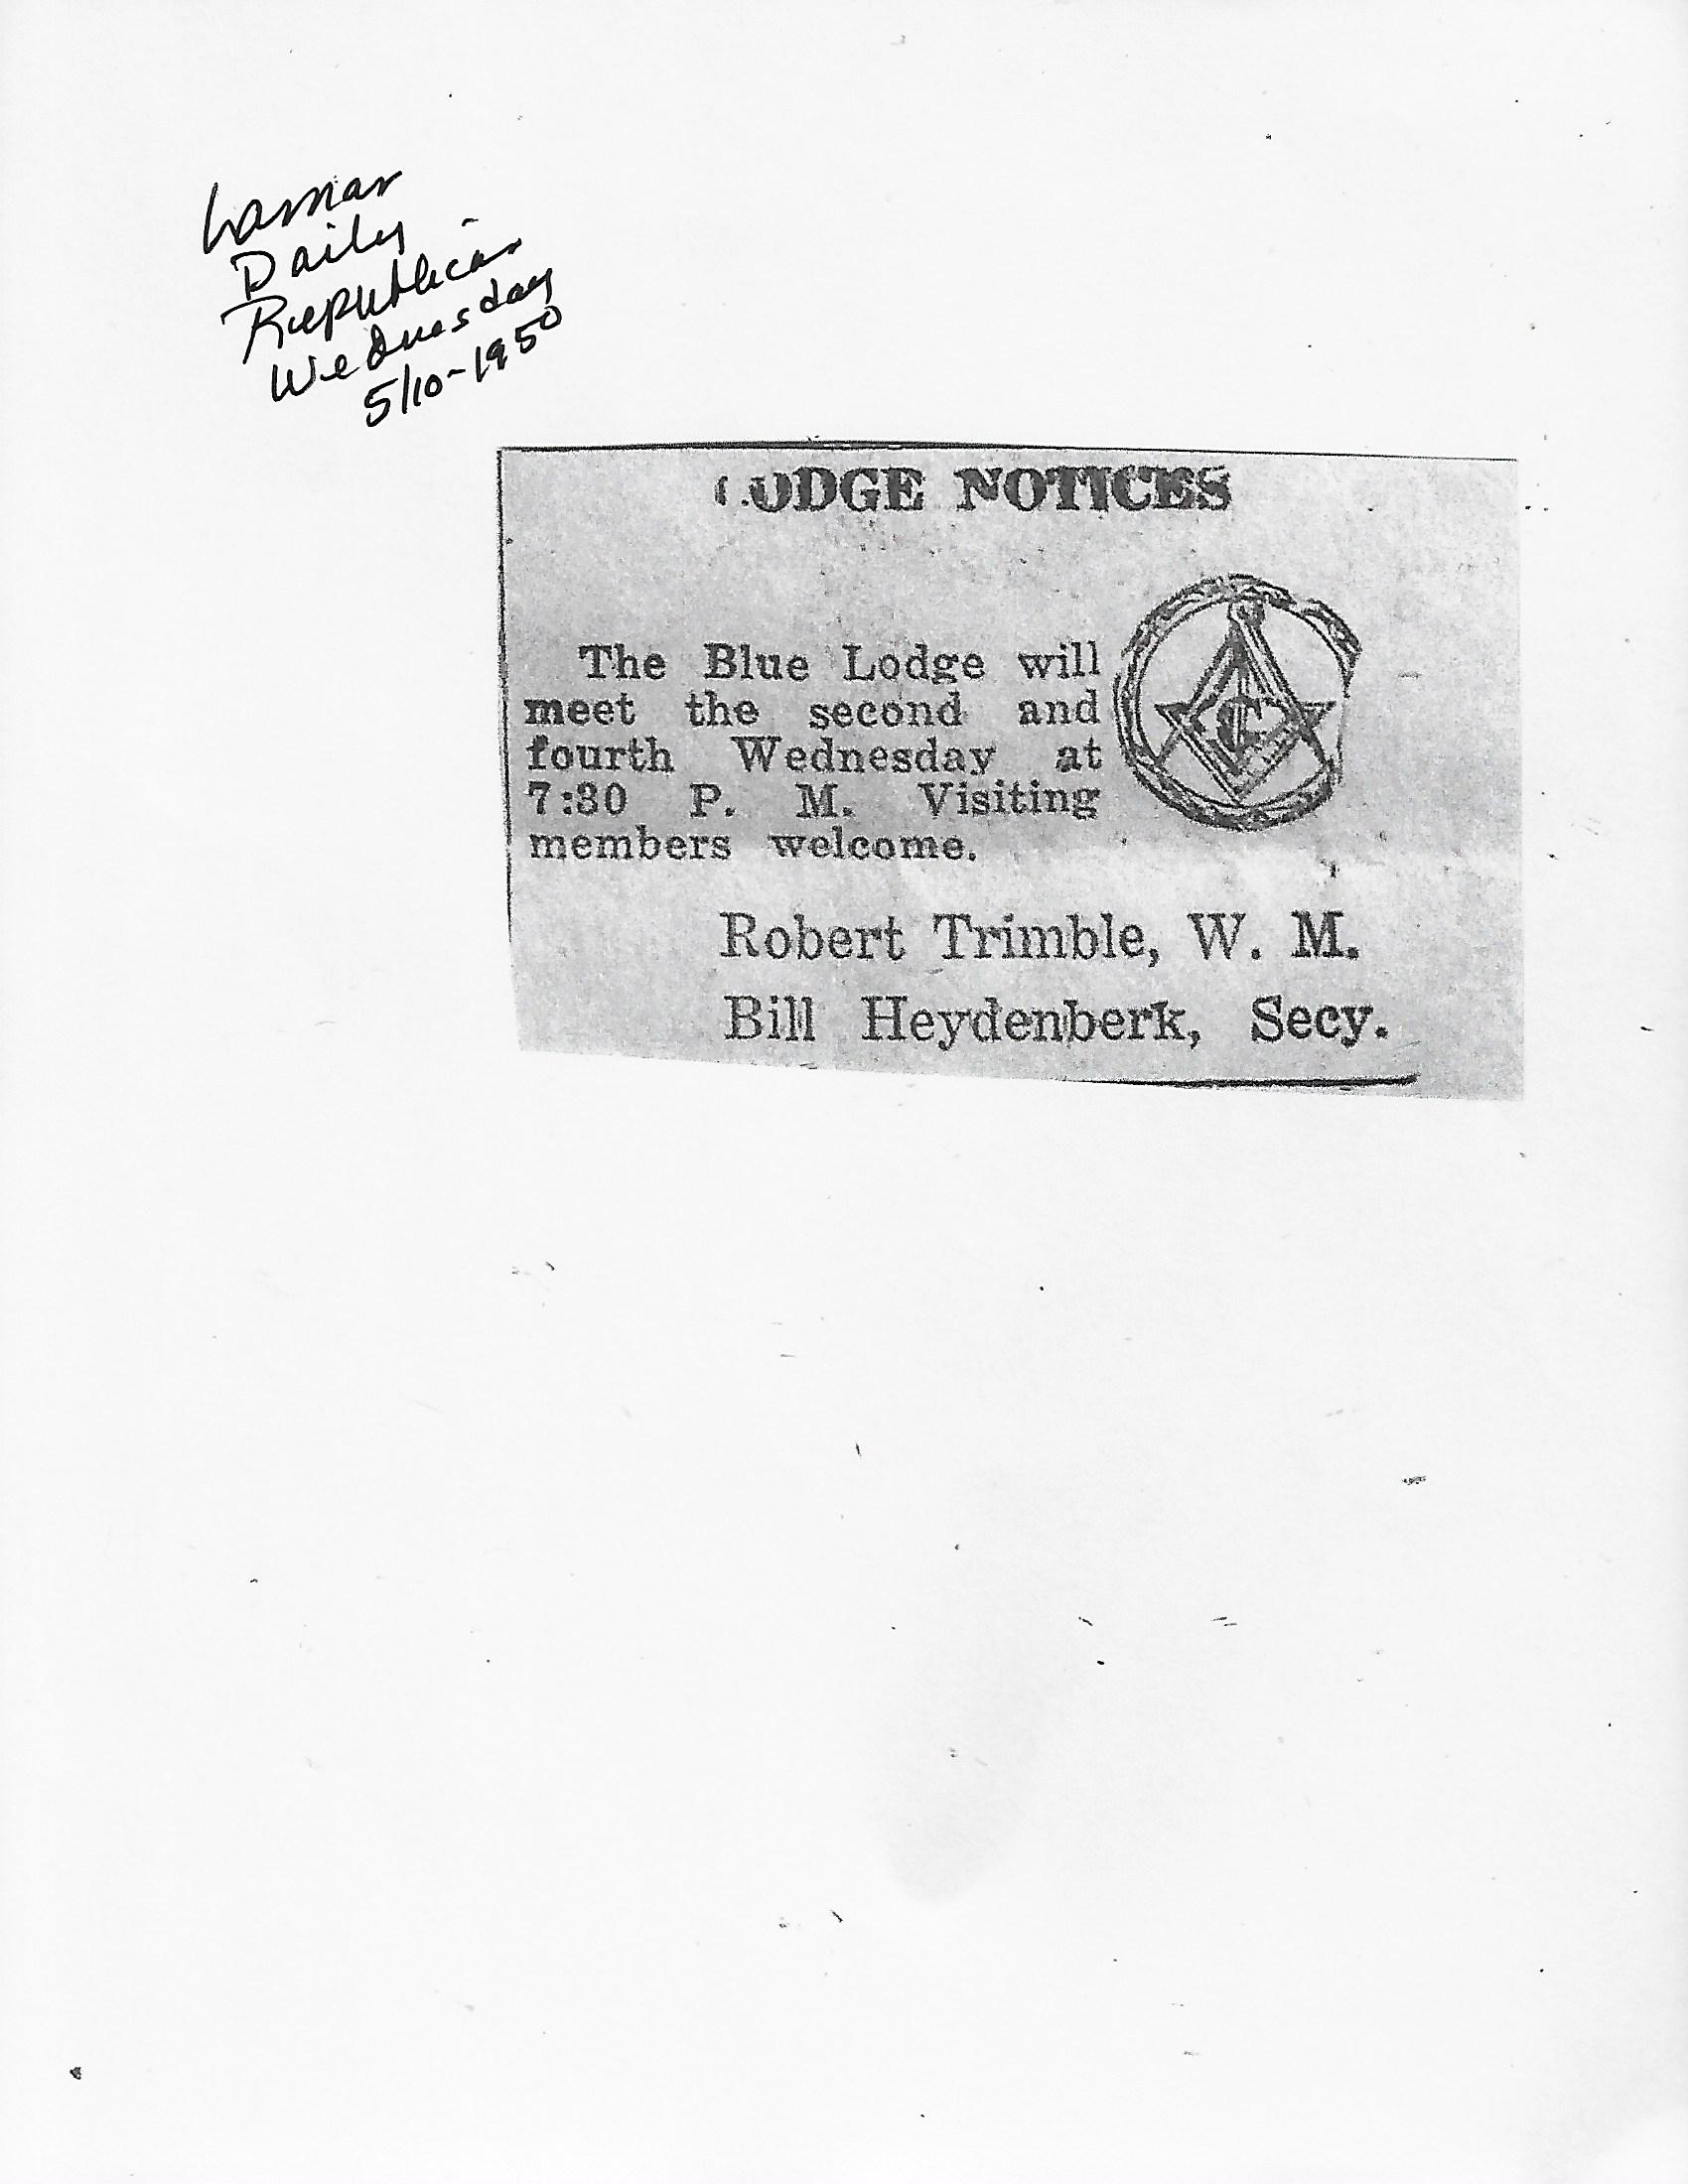 Lamar
Daily
Republican
Wednesday
5/10-1950
LODGE NOTICES
The Blue Lodge will
meet the second and
fourth Wednesday at
7:30 P. M. Visiting
members welcome.
G
Robert Trimble, W. M.
Bill Heydenberk, Secy.